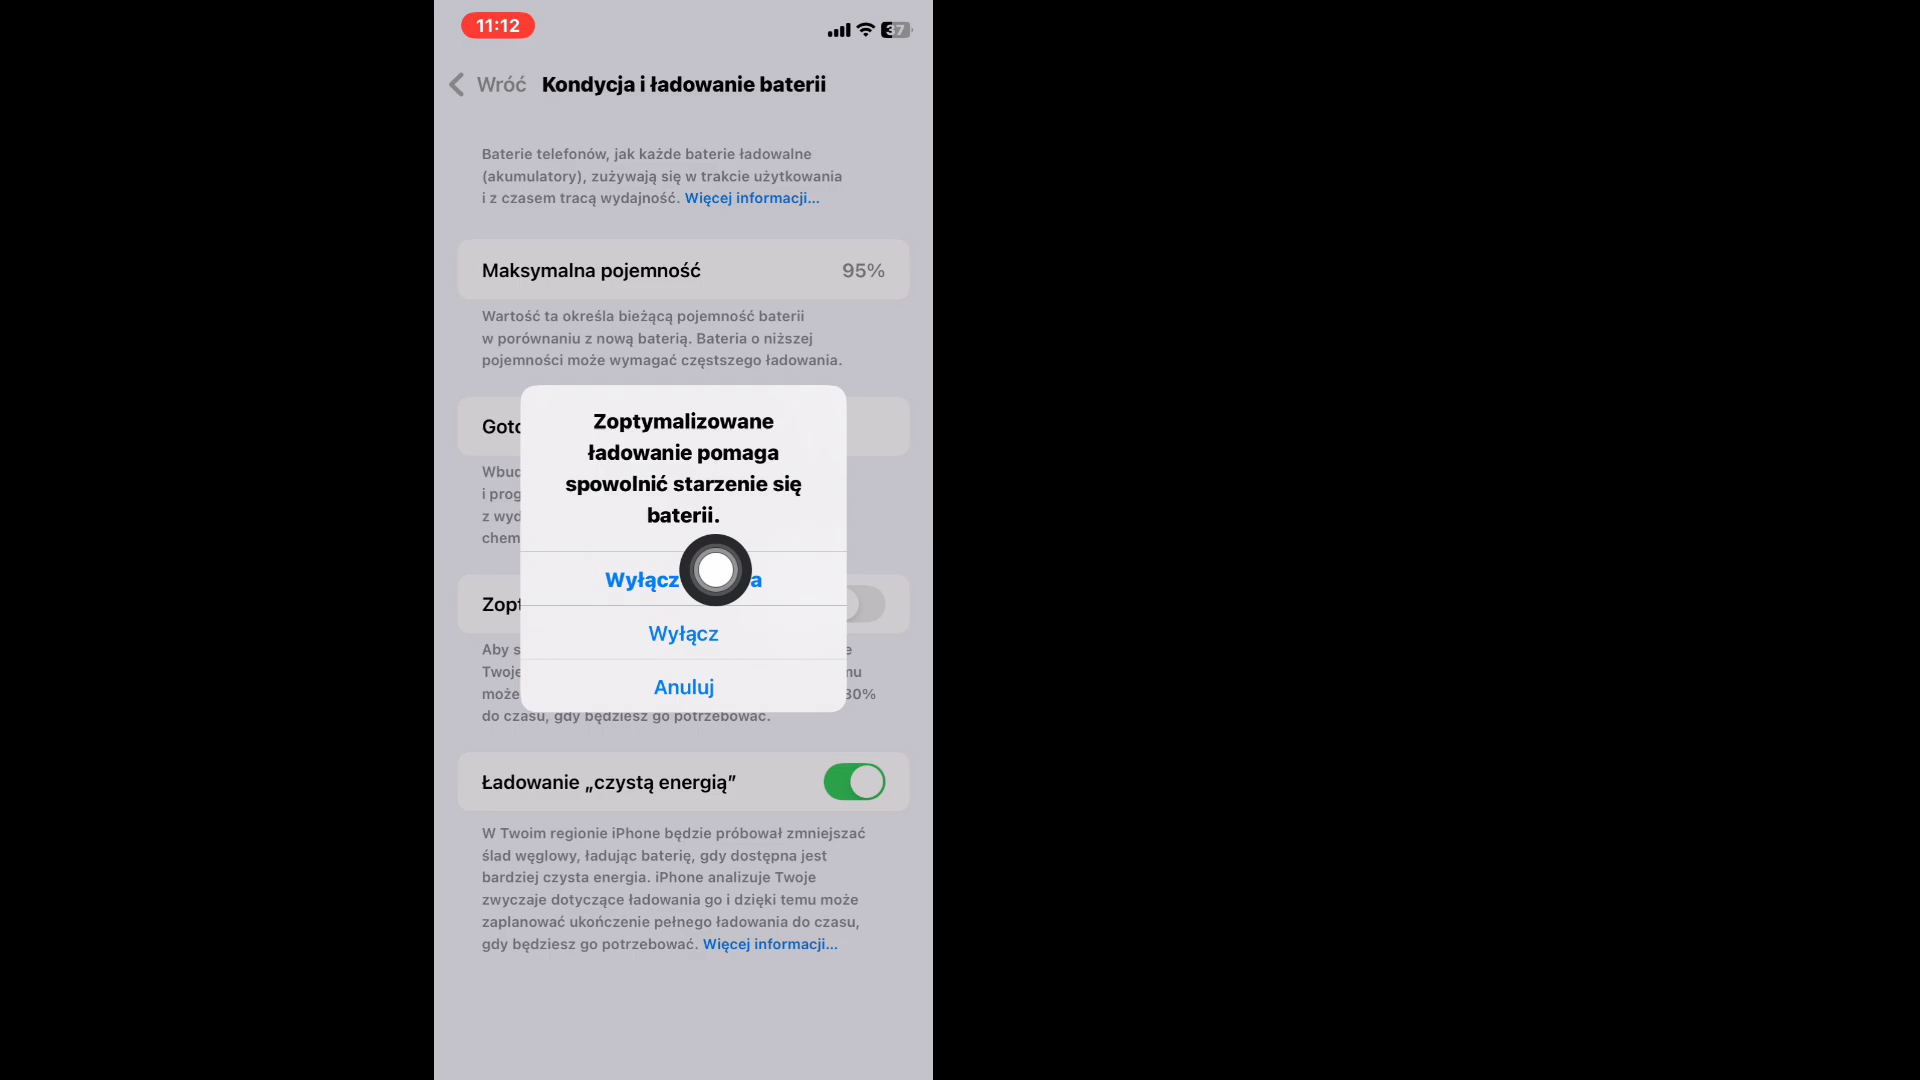 11:12
37
Wróć Kondycja i ładowanie baterii
Baterie telefonów, jak każde baterie ładowalne
(akumulatory), zużywają się w trakcie użytkowania
i z czasem tracą wydajność. Więcej informacji...
Maksymalna pojemność 95%
Wartość ta określa bieżącą pojemność baterii
w porównaniu z nową baterią. Bateria o niższej
pojemności może wymagać częstszego ładowania.
Zoptymalizowane
ładowanie pomaga
spowolnić starzenie się
baterii.
Wyłącz
Wyłącz
Anuluj
Aby
może 80%
do czasu, gdy będziesz go potrzebować.
Ładowanie „czystą energią”
W Twoim regionie iPhone będzie próbował zmniejszać
ślad węglowy, ładując baterię, gdy dostępna jest
bardziej czysta energia. iPhone analizuje Twoje
zwyczaje dotyczące ładowania go i dzięki temu może
zaplanować ukończenie pełnego ładowania do czasu,
gdy będziesz go potrzebować. Więcej informacji...